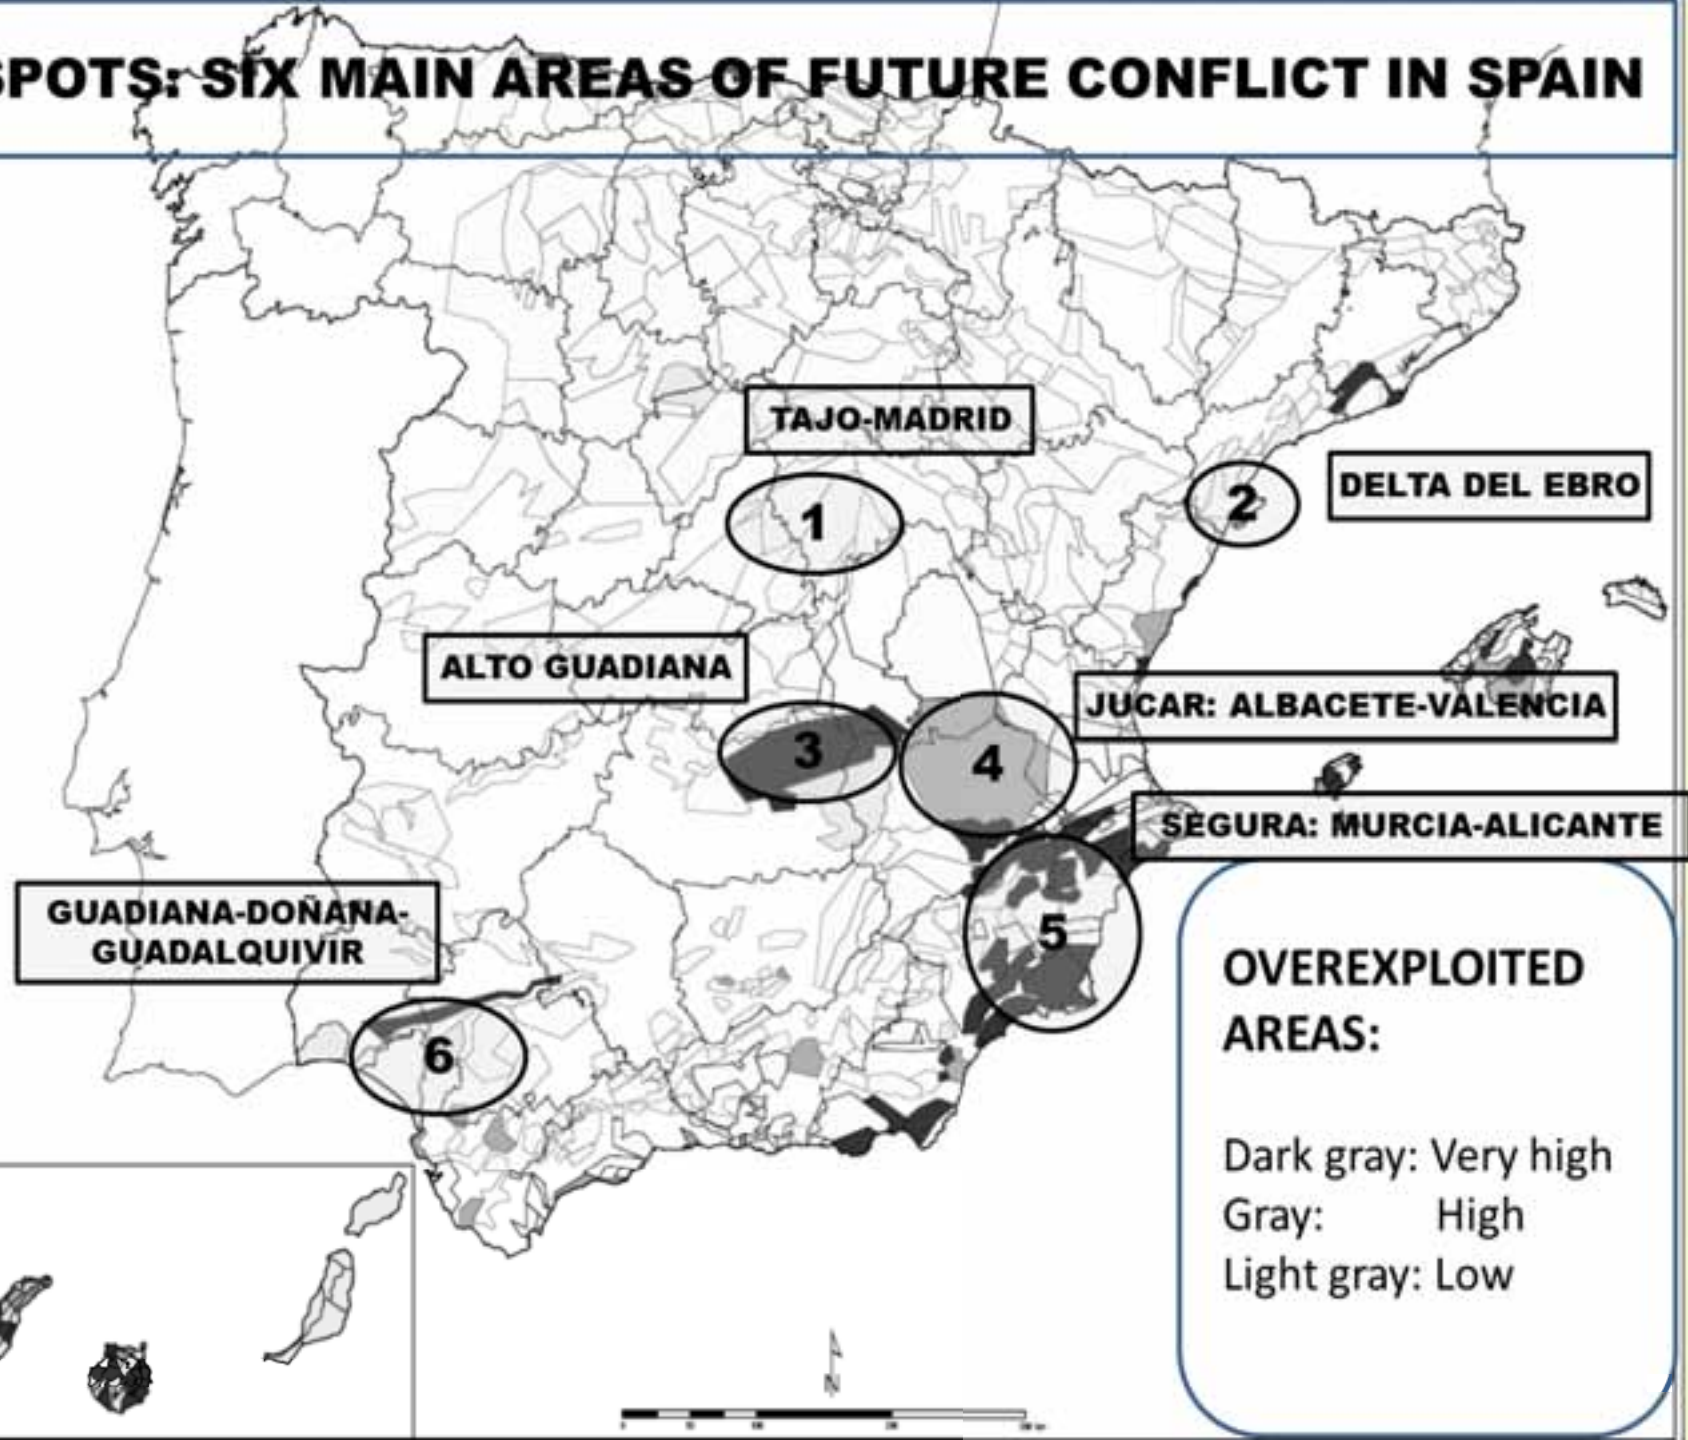 SPOTS: SIX MAIN AREAS OF FUTURE CONFLICT IN SPAIN
TAJO-MADRID
1
2
DELTA DEL EBRO
ALTO GUADIANA
JUCAR: ALBACETE-VALENCIA
3
4
SEGURA: MURCIA-ALICANTE
GUADIANA-DOÑANA-
GUADALQUIVIR
5
6
OVEREXPLOITED
AREAS:
Dark gray: Very high
Gray: High
Light gray: Low
N